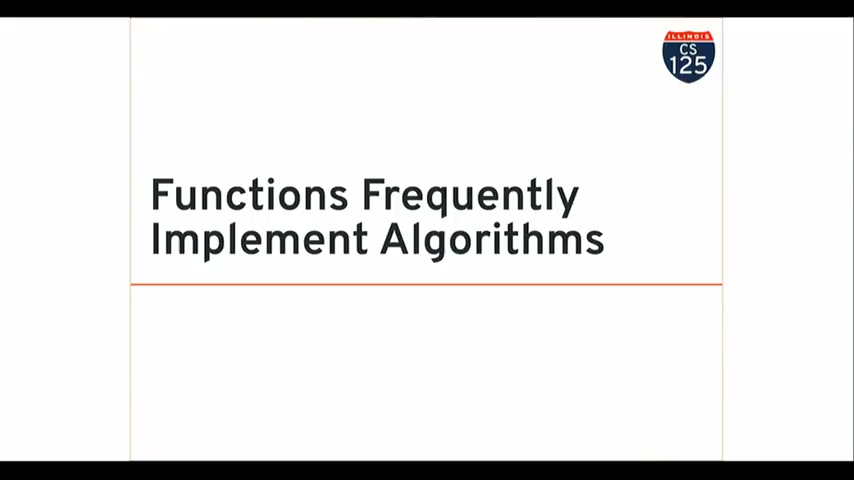 ILLINOIS
CS
125
Functions Frequently
Implement Algorithms